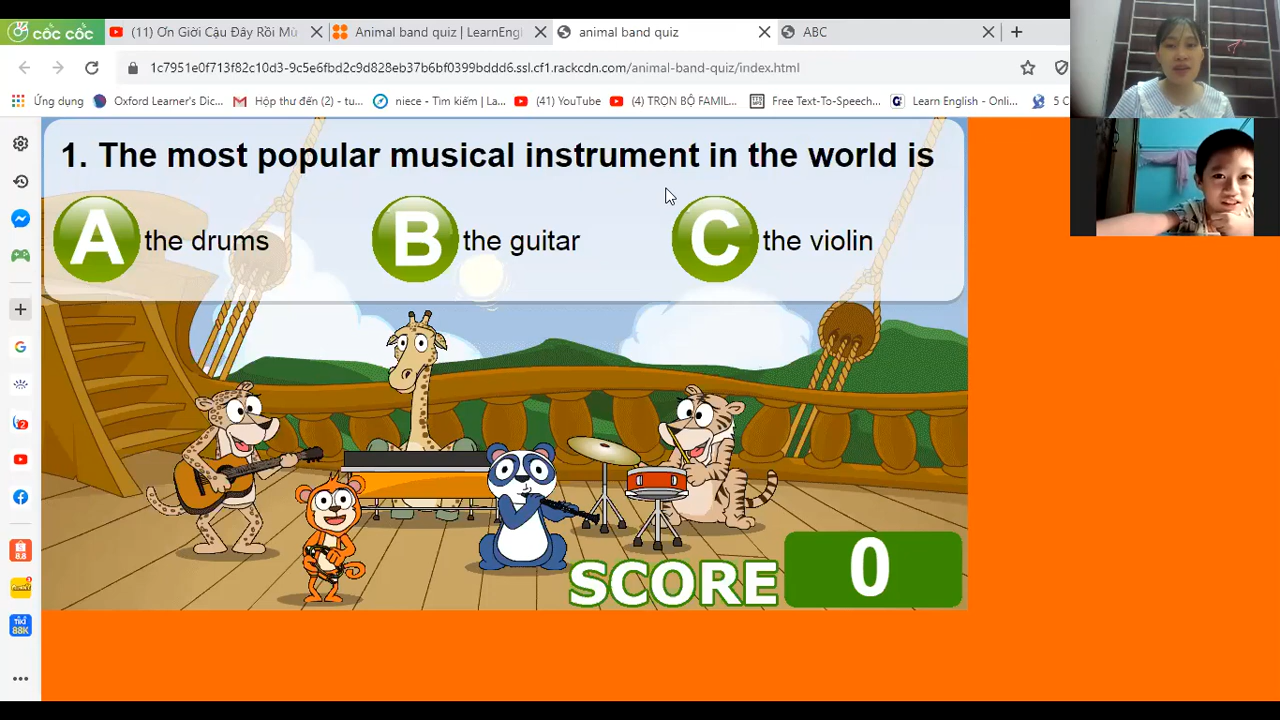 cốc cốc
(11) Ơn Giời Cậu Đây Rồi Mù
Animal band quiz | LearnEngl
animal band quiz
ABC
1c7951e0f713f82c10d3-9c5e6fbd2c9d828eb37b6bf0399bddd6.ssl.cf1.rackcdn.com/animal-band-quiz/index.html
Ứng dụng
Oxford Learner's Dic...
Hộp thư đến (2) - tu...
niece - Tìm kiếm | La...
(41) YouTube
(4) TRỌN BỘ FAMIL...
Free Text-To-Speech...
Learn English - Onli...
5 C
1. The most popular musical instrument in the world is
A the drums
B the guitar
C the violin
SCORE 0